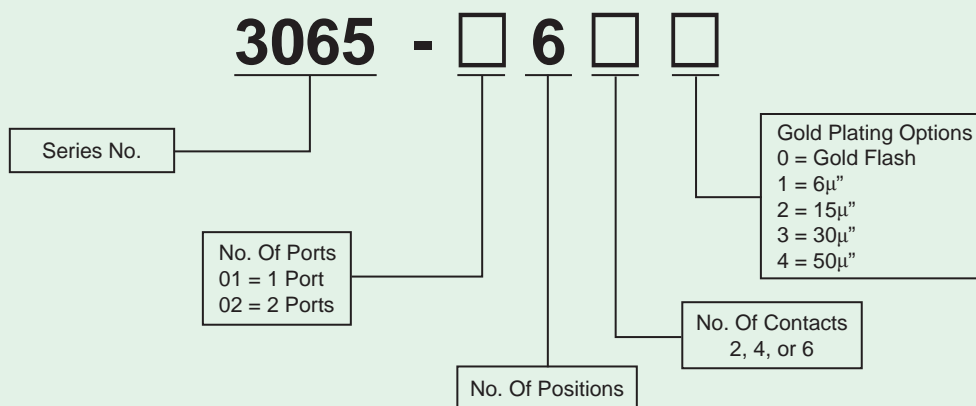 3065 - □ 6 □ □
Series No.
Gold Plating Options
0 = Gold Flash
1 = 6μ”
2 = 15μ”
3 = 30μ”
4 = 50μ”
No. Of Ports
01 = 1 Port
02 = 2 Ports
No. Of Contacts
2, 4, or 6
No. Of Positions